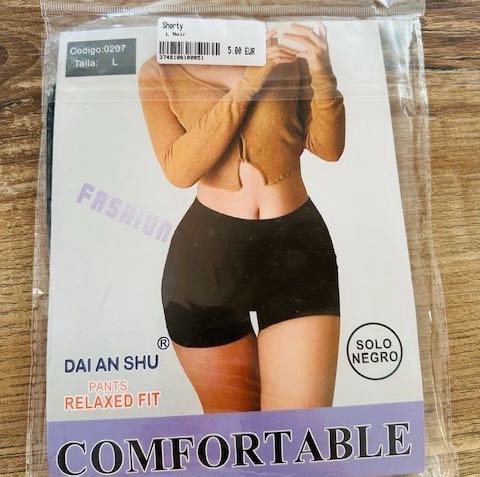 Shorty
L Noir
5.00 EUR
3748196100051
Codigo:0207
Talla: L
FASHION
DAI AN SHU ®
PANTS
RELAXED FIT
SOLO
NEGRO
COMFORTABLE